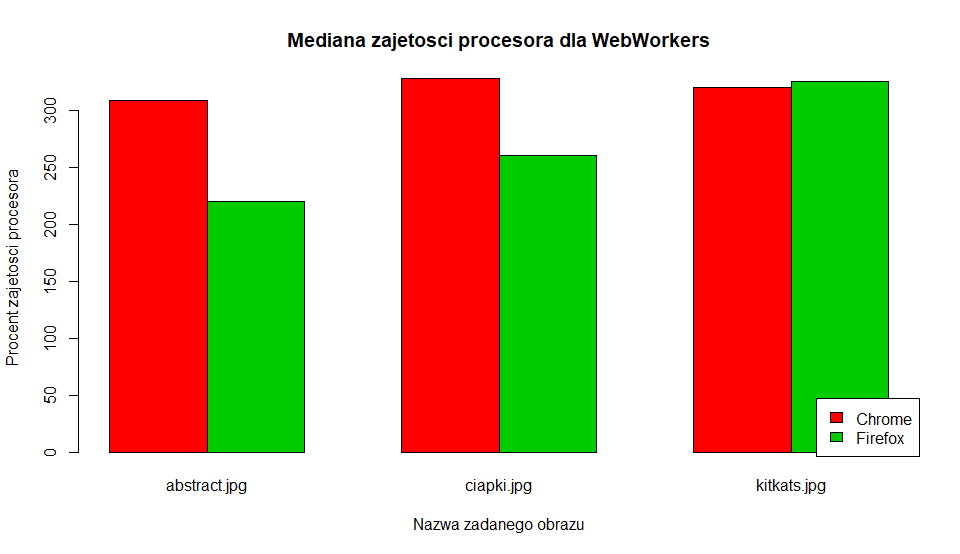 Mediana zajetosci procesora dla WebWorkers
Procent zajetosci procesora
300
250
200
150
100
50
0
abstract.jpg
ciapki.jpg
kitkats.jpg
Chrome
Firefox
Nazwa zadanego obrazu